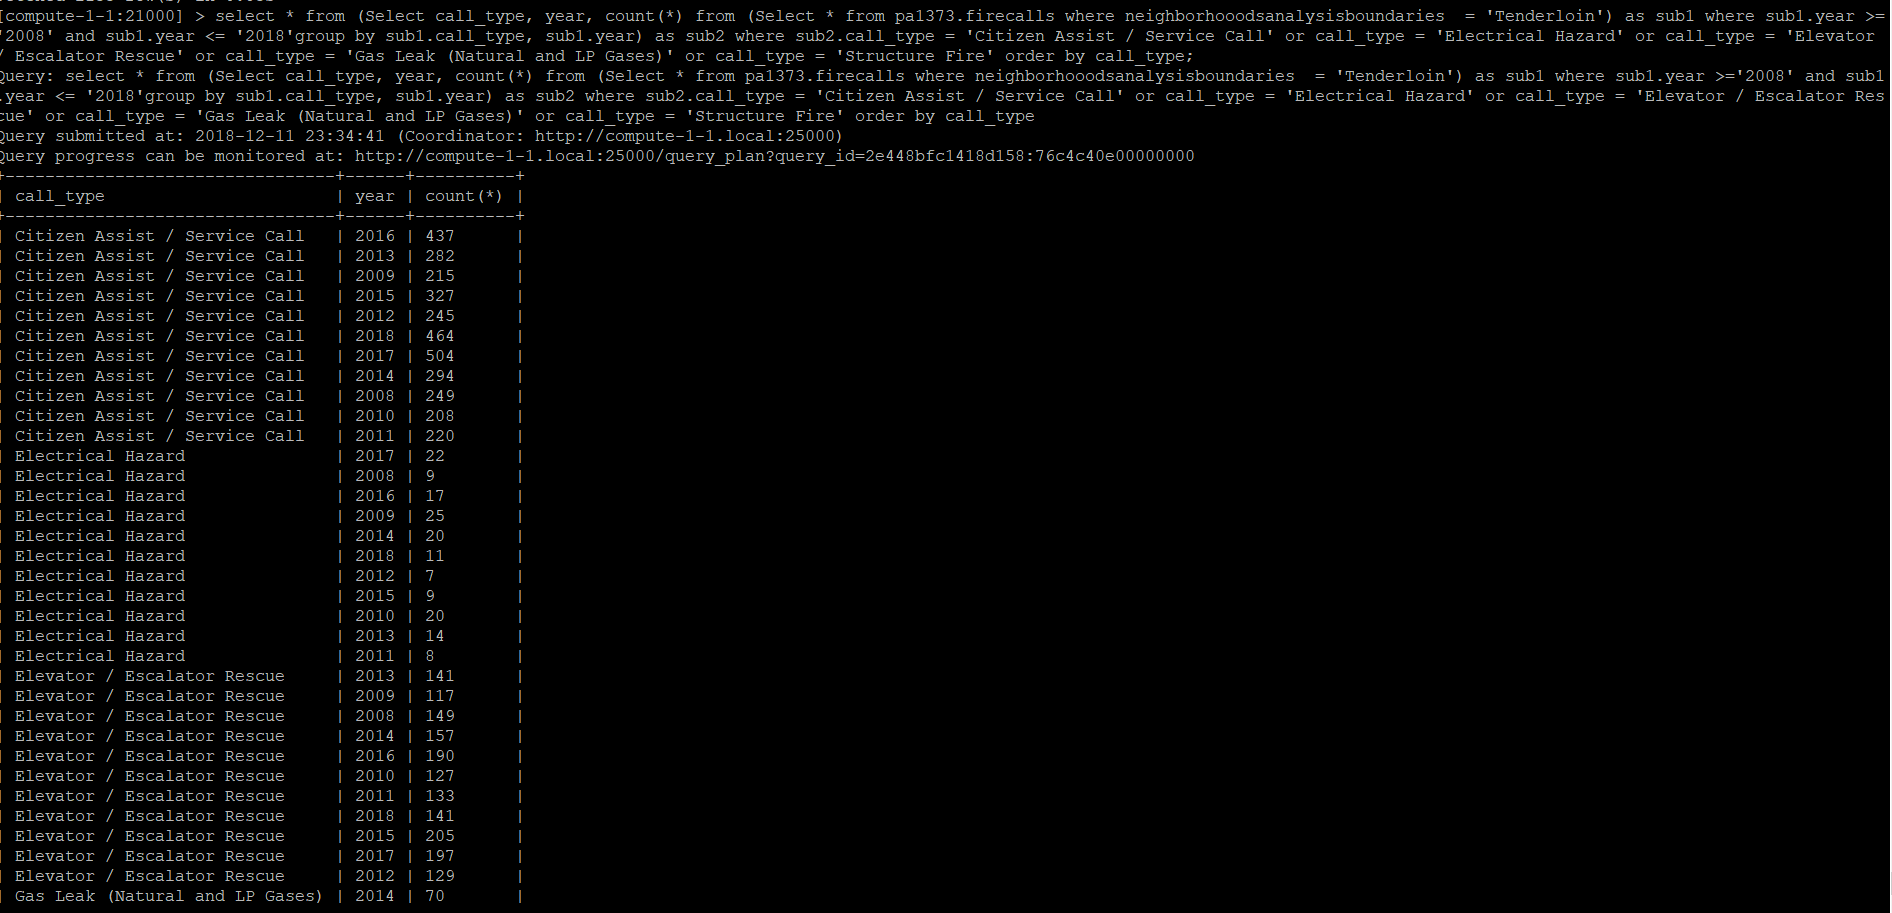 [compute-1-1:21000] > select * from (Select call_type, year, count(*) from (Select * from pa1373.firecalls where neighborhooodsanalysisboundaries  = 'Tenderloin') as sub1 where sub1.year >=
'2008' and sub1.year <= '2018'group by sub1.call_type, sub1.year) as sub2 where sub2.call_type = 'Citizen Assist / Service Call' or call_type = 'Electrical Hazard' or call_type = 'Elevator
/ Escalator Rescue' or call_type = 'Gas Leak (Natural and LP Gases)' or call_type = 'Structure Fire' order by call_type;
Query: select * from (Select call_type, year, count(*) from (Select * from pa1373.firecalls where neighborhooodsanalysisboundaries  = 'Tenderloin') as sub1 where sub1.year >='2008' and sub1
.year <= '2018'group by sub1.call_type, sub1.year) as sub2 where sub2.call_type = 'Citizen Assist / Service Call' or call_type = 'Electrical Hazard' or call_type = 'Elevator / Escalator Res
cue' or call_type = 'Gas Leak (Natural and LP Gases)' or call_type = 'Structure Fire' order by call_type
Query submitted at: 2018-12-11 23:34:41 (Coordinator: http://compute-1-1.local:25000)
Query progress can be monitored at: http://compute-1-1.local:25000/query_plan?query_id=2e448bfc1418d158:76c4c40e00000000
+---------------------------------+------+----------+
| call_type                       | year | count(*) |
+---------------------------------+------+----------+
| Citizen Assist / Service Call   | 2016 | 437      |
| Citizen Assist / Service Call   | 2013 | 282      |
| Citizen Assist / Service Call   | 2009 | 215      |
| Citizen Assist / Service Call   | 2015 | 327      |
| Citizen Assist / Service Call   | 2012 | 245      |
| Citizen Assist / Service Call   | 2018 | 464      |
| Citizen Assist / Service Call   | 2017 | 504      |
| Citizen Assist / Service Call   | 2014 | 294      |
| Citizen Assist / Service Call   | 2008 | 249      |
| Citizen Assist / Service Call   | 2010 | 208      |
| Citizen Assist / Service Call   | 2011 | 220      |
| Electrical Hazard               | 2017 | 22       |
| Electrical Hazard               | 2008 | 9        |
| Electrical Hazard               | 2016 | 17       |
| Electrical Hazard               | 2009 | 25       |
| Electrical Hazard               | 2014 | 20       |
| Electrical Hazard               | 2018 | 11       |
| Electrical Hazard               | 2012 | 7        |
| Electrical Hazard               | 2015 | 9        |
| Electrical Hazard               | 2010 | 20       |
| Electrical Hazard               | 2013 | 14       |
| Electrical Hazard               | 2011 | 8        |
| Elevator / Escalator Rescue     | 2013 | 141      |
| Elevator / Escalator Rescue     | 2009 | 117      |
| Elevator / Escalator Rescue     | 2008 | 149      |
| Elevator / Escalator Rescue     | 2014 | 157      |
| Elevator / Escalator Rescue     | 2016 | 190      |
| Elevator / Escalator Rescue     | 2010 | 127      |
| Elevator / Escalator Rescue     | 2011 | 133      |
| Elevator / Escalator Rescue     | 2018 | 141      |
| Elevator / Escalator Rescue     | 2015 | 205      |
| Elevator / Escalator Rescue     | 2017 | 197      |
| Elevator / Escalator Rescue     | 2012 | 129      |
| Gas Leak (Natural and LP Gases) | 2014 | 70       |